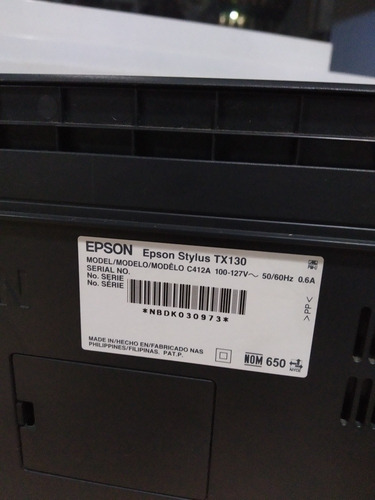 EPSON Epson Stylus TX130
MODEL/MODELO/MODÈLO C412A 100-127V~ 50/60Hz 0.6A
SERIAL NO.
No. SERIE
No. SÉRIE
*NBDK030973*
>PP<
MADE IN/HECHO EN/FABRICADO NAS
PHILIPPINES/FILIPINAS. PAT.P.
NOM 650
N